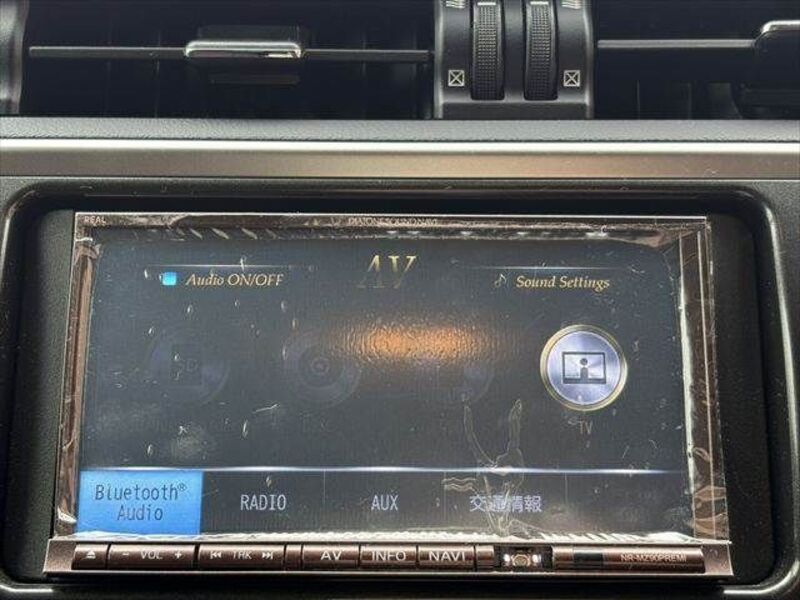 REAL
DIATONE SOUND NAVI
AV
Audio ON/OFF
Sound Settings
TV
Bluetooth® Audio
RADIO
AUX
交通情報
− VOL +
TRK
AV
INFO
NAVI
NR-MZ90PREMI